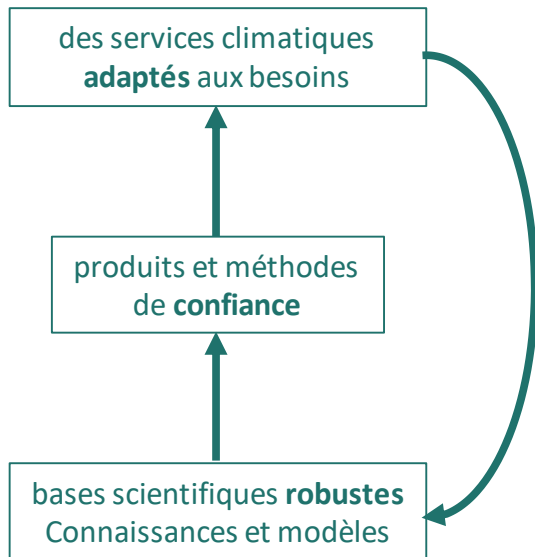 des services climatiques
adaptés aux besoins
produits et méthodes
de confiance
bases scientifiques robustes
Connaissances et modèles